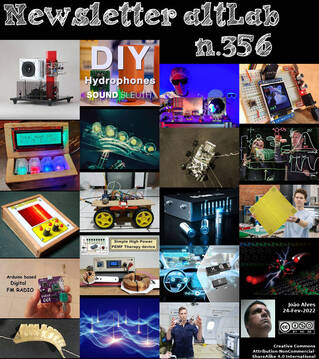 Newsletter altLab
n.356
DIY
Hydrophones
SOUND SLEUTH
Simple High Power
PEMF Therapy device
Arduino based
Digital
FM RADIO
João Alves
24-Fev-2022
Creative Commons
Attribution-NonCommercial-
ShareAlike 4.0 International